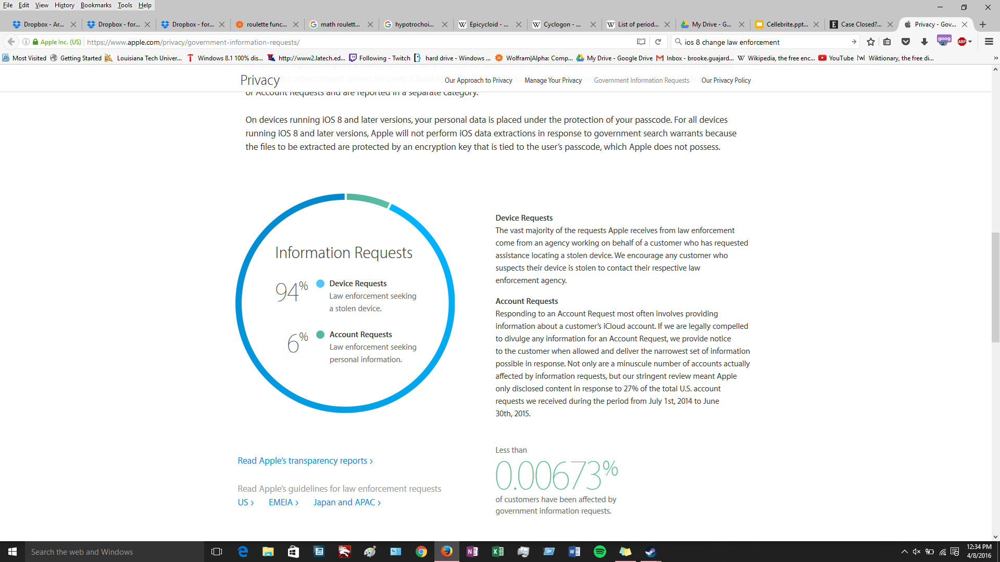 File Edit View History Bookmarks Tools Help
Dropbox - Ar...
Dropbox - for...
Dropbox - for...
roulette func...
math roulett...
hypotrochoi...
Epicycloid - ...
Cyclogon - ...
List of period...
My Drive - G...
Cellebrite.ppt...
Case Closed?...
Privacy - Gov...
Apple Inc. (US) https://www.apple.com/privacy/government-information-requests/
ios 8 change law enforcement
goog
ABP
Most Visited Getting Started Louisiana Tech Univer... Windows 8.1 100% dis... http://www2.latech.ed... Following - Twitch hard drive - Windows ... Wolfram|Alpha: Comp... My Drive - Google Drive Inbox - brooke.guajard... Wikipedia, the free enc... YouTube Wiktionary, the free di...
Privacy
Our Approach to Privacy Manage Your Privacy Government Information Requests Our Privacy Policy
and other content stored on users' iCloud
of Account Requests and are reported in a separate category.
On devices running iOS 8 and later versions, your personal data is placed under the protection of your passcode. For all devices
running iOS 8 and later versions, Apple will not perform iOS data extractions in response to government search warrants because
the files to be extracted are protected by an encryption key that is tied to the user's passcode, which Apple does not possess.
Information Requests
94% Device Requests
Law enforcement seeking
a stolen device.
6% Account Requests
Law enforcement seeking
personal information.
Device Requests
The vast majority of the requests Apple receives from law enforcement
come from an agency working on behalf of a customer who has requested
assistance locating a stolen device. We encourage any customer who
suspects their device is stolen to contact their respective law
enforcement agency.
Account Requests
Responding to an Account Request most often involves providing
information about a customer's iCloud account. If we are legally compelled
to divulge any information for an Account Request, we provide notice
to the customer when allowed and deliver the narrowest set of information
possible in response. Not only are a minuscule number of accounts actually
affected by information requests, but our stringent review meant Apple
only disclosed content in response to 27% of the total U.S. account
requests we received during the period from July 1st, 2014 to June
30th, 2015.
Read Apple's transparency reports
Read Apple's guidelines for law enforcement requests
US EMEIA Japan and APAC
Less than
0.00673%
of customers have been affected by
government information requests.
Search the web and Windows
12:34 PM
4/8/2016